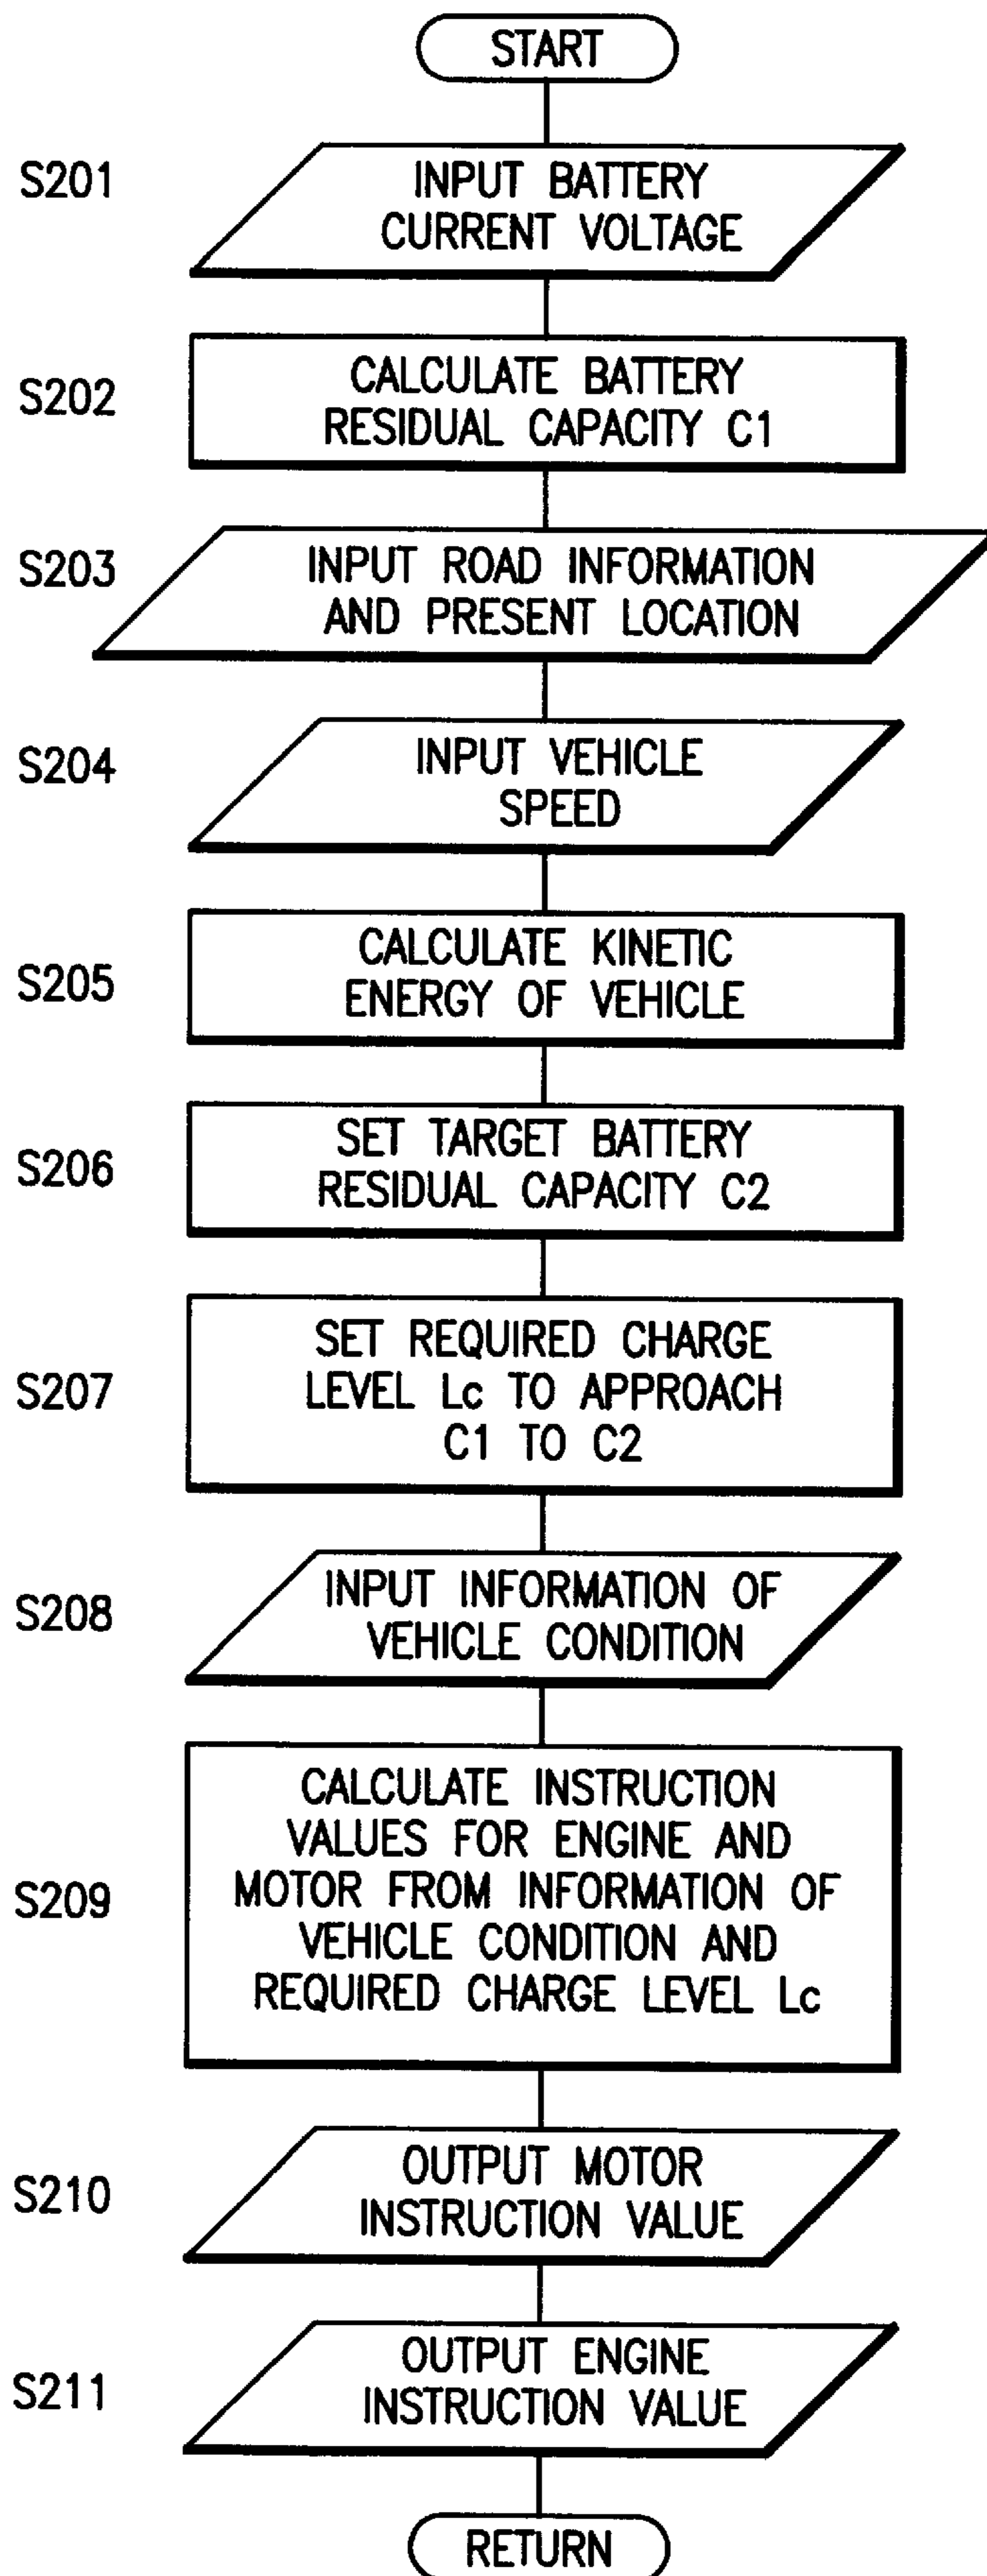 START
S201
INPUT BATTERY
CURRENT VOLTAGE
S202
CALCULATE BATTERY
RESIDUAL CAPACITY C1
S203
INPUT ROAD INFORMATION
AND PRESENT LOCATION
S204
INPUT VEHICLE
SPEED
S205
CALCULATE KINETIC
ENERGY OF VEHICLE
S206
SET TARGET BATTERY
RESIDUAL CAPACITY C2
S207
SET REQUIRED CHARGE
LEVEL Lc TO APPROACH
C1 TO C2
S208
INPUT INFORMATION OF
VEHICLE CONDITION
S209
CALCULATE INSTRUCTION
VALUES FOR ENGINE AND
MOTOR FROM INFORMATION OF
VEHICLE CONDITION AND
REQUIRED CHARGE LEVEL Lc
S210
OUTPUT MOTOR
INSTRUCTION VALUE
S211
OUTPUT ENGINE
INSTRUCTION VALUE
RETURN